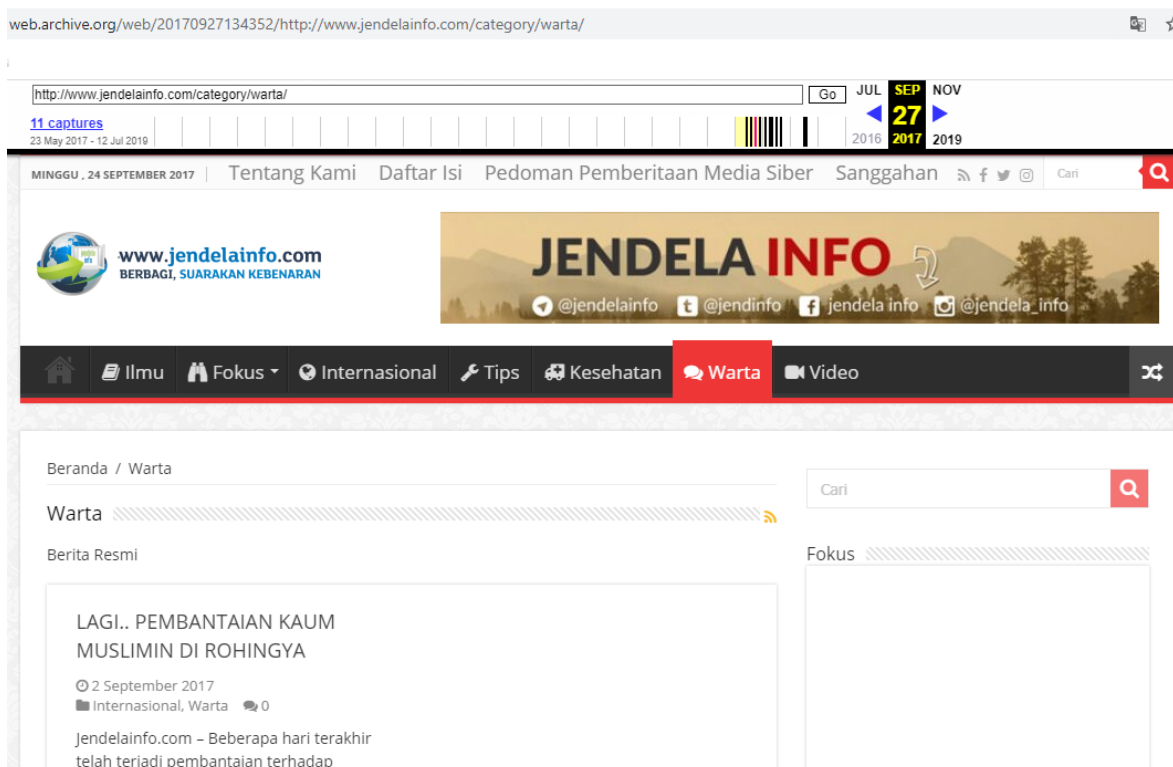 web.archive.org/web/20170927134352/http://www.jendelainfo.com/category/warta/
http://www.jendelainfo.com/category/warta/
Go
JUL SEP NOV
11 captures
27
23 May 2017 - 12 Jul 2019
2016 2017 2019
MINGGU , 24 SEPTEMBER 2017
Tentang Kami Daftar Isi Pedoman Pemberitaan Media Siber Sanggahan
Cari
www.jendelainfo.com
BERBAGI, SUARAKAN KEBENARAN
JENDELA INFO
@jendelainfo @jendinfo jendela info @jendela_info
Ilmu Fokus Internasional Tips Kesehatan Warta Video
Beranda / Warta
Warta
Berita Resmi
LAGI.. PEMBANTAIAN KAUM
MUSLIMIN DI ROHINGYA
2 September 2017
Internasional, Warta 0
Jendelainfo.com – Beberapa hari terakhir
telah terjadi pembantaian terhadap
Cari
Fokus